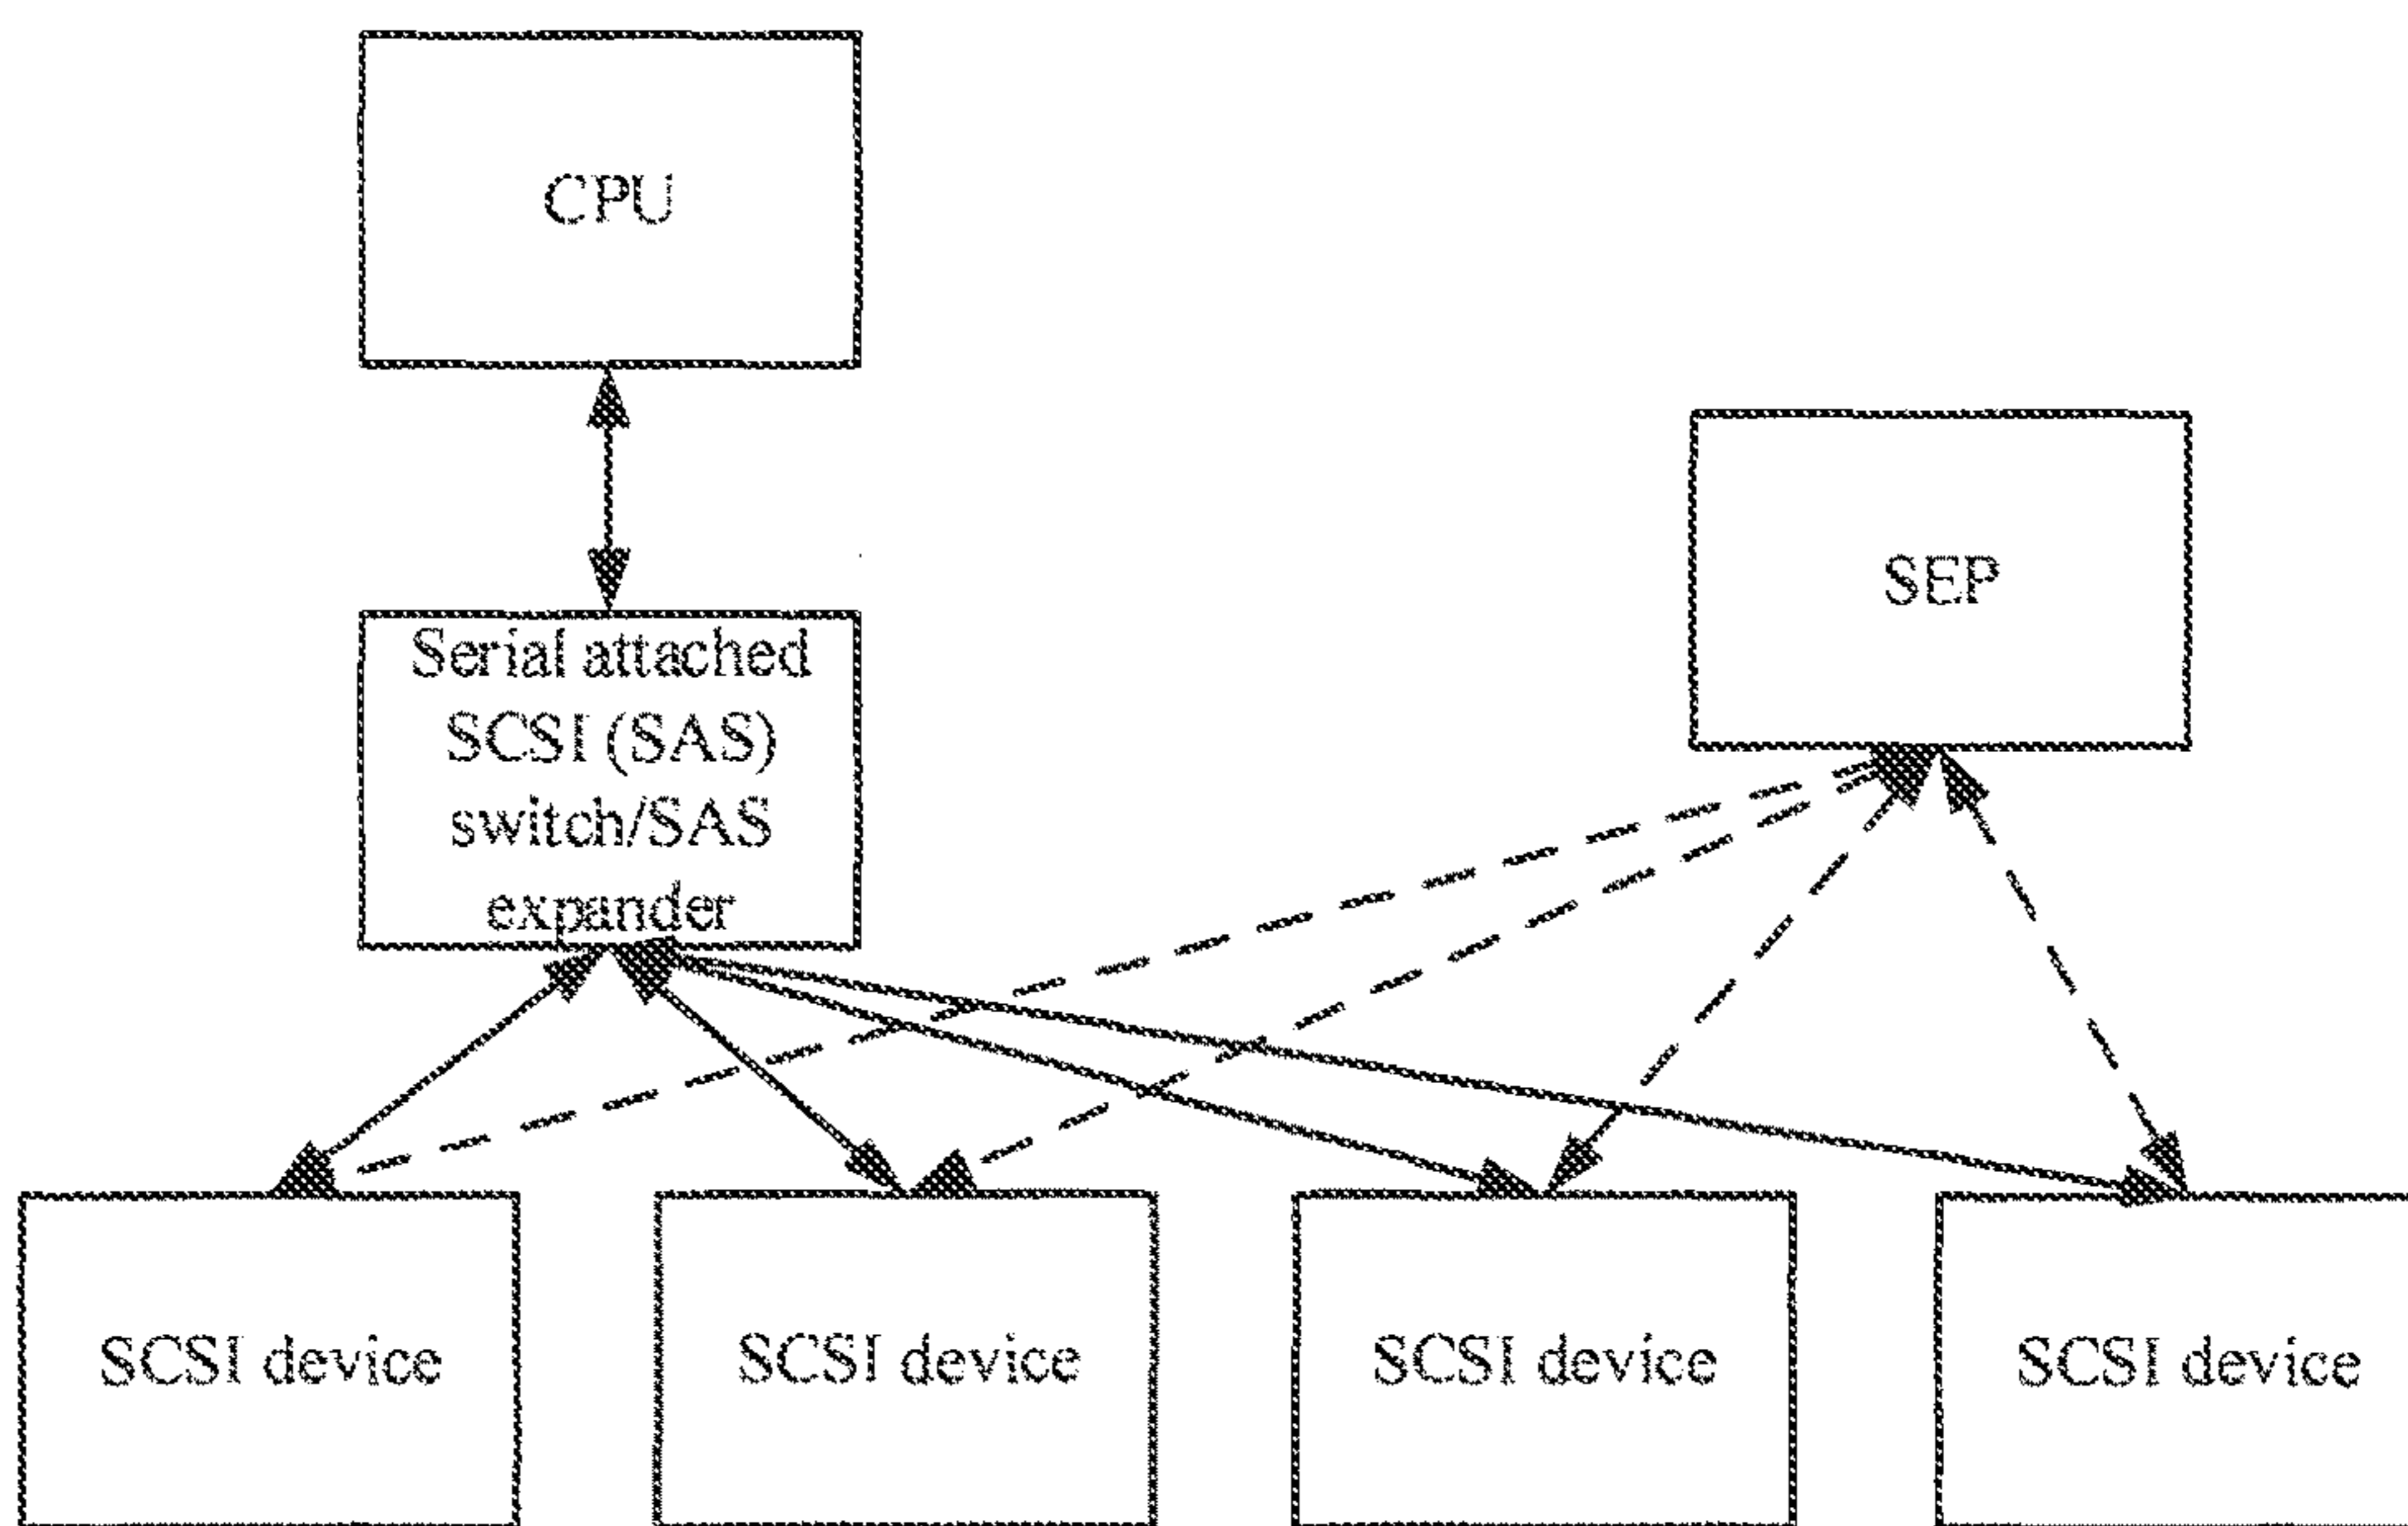 CPU
SEP
Serial attached
SCSI (SAS)
switch/SAS
expander
SCSI device
SCSI device
SCSI device
SCSI device